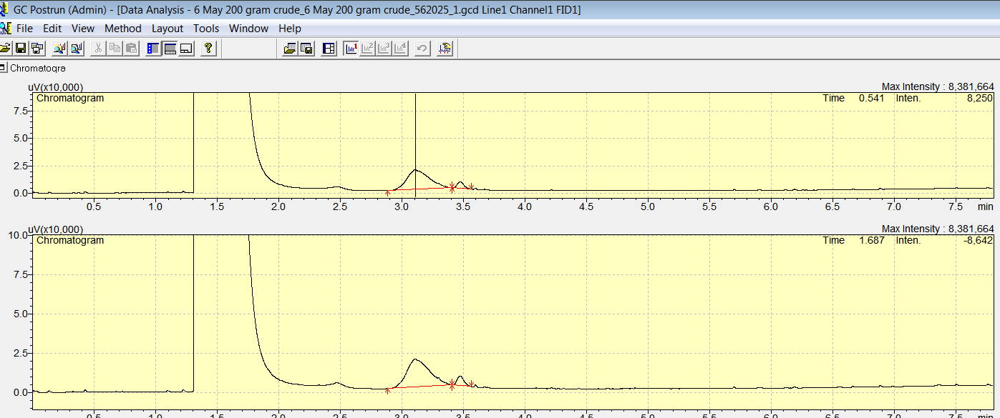 GC Postrun (Admin) - [Data Analysis - 6 May 200 gram crude_6 May 200 gram crude_562025_1.gcd Line1 Channel1 FID1]
File Edit View Method Layout Tools Window Help
Chromatogra
uV(x10,000) Max Intensity : 8,381,664
Chromatogram Time 0.541 Inten. 8,250
7.5
5.0
2.5
0.0
0.5 1.0 1.5 2.0 2.5 3.0 3.5 4.0 4.5 5.0 5.5 6.0 6.5 7.0 7.5 min
uV(x10,000) Max Intensity : 8,381,664
10.0
Chromatogram Time 1.687 Inten. -8,642
7.5
5.0
2.5
0.0
0.5 1.0 1.5 2.0 2.5 3.0 3.5 4.0 4.5 5.0 5.5 6.0 6.5 7.0 7.5 min